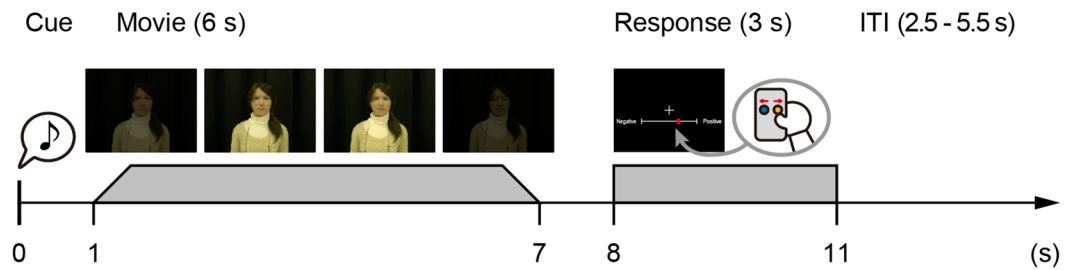 Cue Movie (6 s) Response (3 s) ITI (2.5 - 5.5 s)
Negative Positive
0 1 7 8 11 (s)